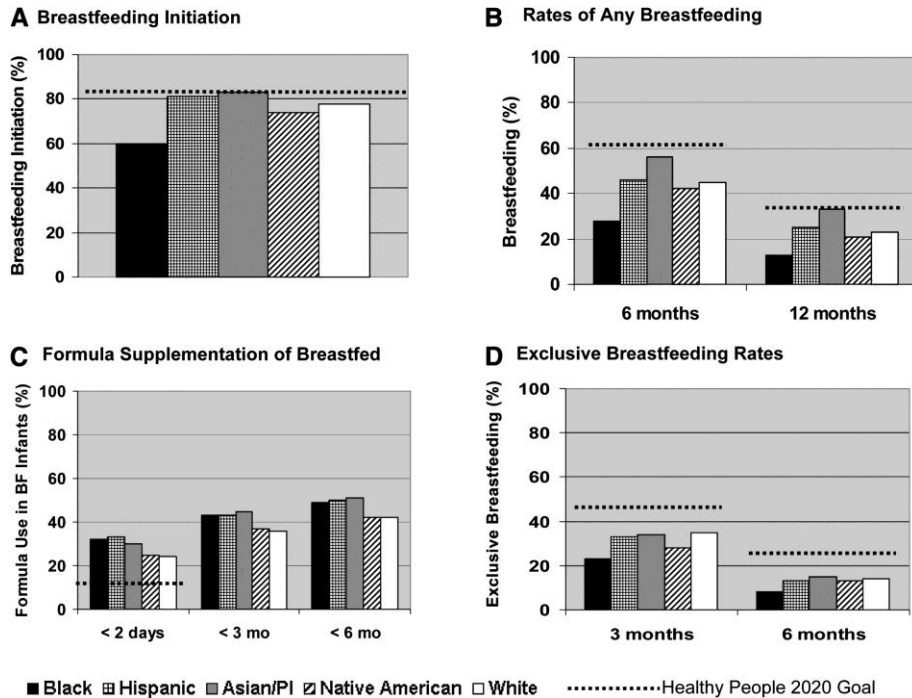 A Breastfeeding Initiation
Breastfeeding Initiation (%)
100
80
60
40
20
0
B Rates of Any Breastfeeding
Breastfeeding (%)
100
80
60
40
20
0
6 months
12 months
C Formula Supplementation of Breastfed
Formula Use in BF Infants (%)
100
80
60
40
20
0
< 2 days
< 3 mo
< 6 mo
D Exclusive Breastfeeding Rates
Exclusive Breastfeeding (%)
100
80
60
40
20
0
3 months
6 months
Black Hispanic Asian/PI Native American White Healthy People 2020 Goal